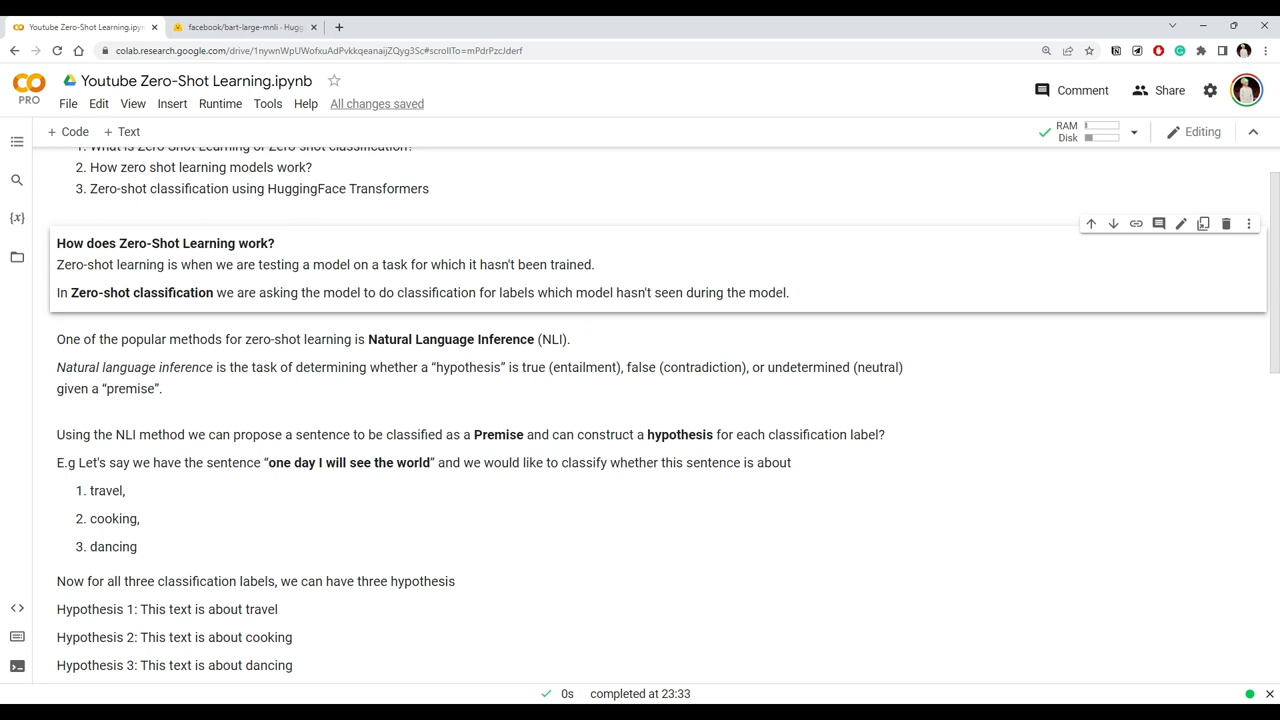 Youtube Zero-Shot Learning.ipyn
facebook/bart-large-mnli · Hugg
colab.research.google.com/drive/1nywnWpUWofxuAdPvkkqeanaijZQyg3Sc#scrollTo=mPdrPzcJderf
PRO
Youtube Zero-Shot Learning.ipynb
File Edit View Insert Runtime Tools Help All changes saved
Comment Share
+ Code + Text
RAM
Disk
Editing
1. What is Zero Shot Learning or Zero-shot classification?
2. How zero shot learning models work?
3. Zero-shot classification using HuggingFace Transformers
How does Zero-Shot Learning work?
Zero-shot learning is when we are testing a model on a task for which it hasn't been trained.
In Zero-shot classification we are asking the model to do classification for labels which model hasn't seen during the model.
One of the popular methods for zero-shot learning is Natural Language Inference (NLI).
Natural language inference is the task of determining whether a “hypothesis” is true (entailment), false (contradiction), or undetermined (neutral)
given a “premise”.
Using the NLI method we can propose a sentence to be classified as a Premise and can construct a hypothesis for each classification label?
E.g Let's say we have the sentence “one day I will see the world” and we would like to classify whether this sentence is about
1. travel,
2. cooking,
3. dancing
Now for all three classification labels, we can have three hypothesis
Hypothesis 1: This text is about travel
Hypothesis 2: This text is about cooking
Hypothesis 3: This text is about dancing
0s completed at 23:33